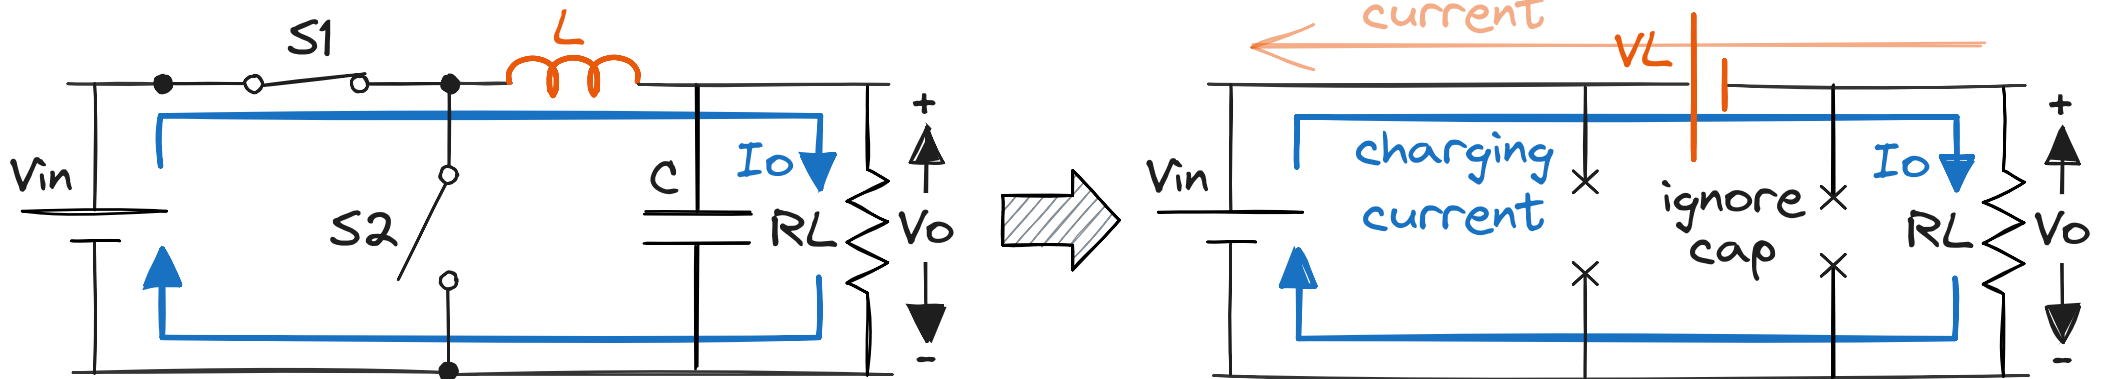 S1
L
Vin
S2
C
Io
RL
+
Vo
-
current
VL
Vin
charging
current
ignore
cap
Io
RL
+
Vo
-